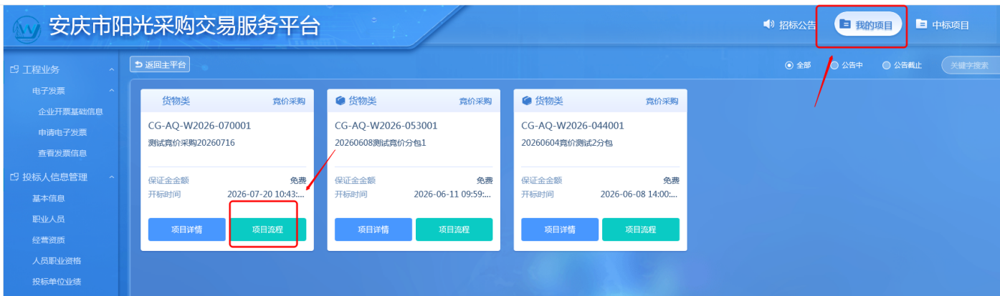 安庆市阳光采购交易服务平台
招标公告
我的项目
中标项目
工程业务
电子发票
企业开票基础信息
申请电子发票
查看发票信息
投标人信息管理
基本信息
职业人员
经营资质
人员职业资格
投标单位业绩
返回主平台
全部
公告中
公告截止
关键字搜索
货物类 竞价采购
CG-AQ-W2026-070001
测试竞价采购20260716
保证金金额 免费
开标时间 2026-07-20 10:43:...
项目详情 项目流程
货物类 竞价采购
CG-AQ-W2026-053001
20260608测试竞价分包1
保证金金额 免费
开标时间 2026-06-11 09:59:...
项目详情 项目流程
货物类 竞价采购
CG-AQ-W2026-044001
20260604竞价测试2分包
保证金金额 免费
开标时间 2026-06-08 14:00:...
项目详情 项目流程